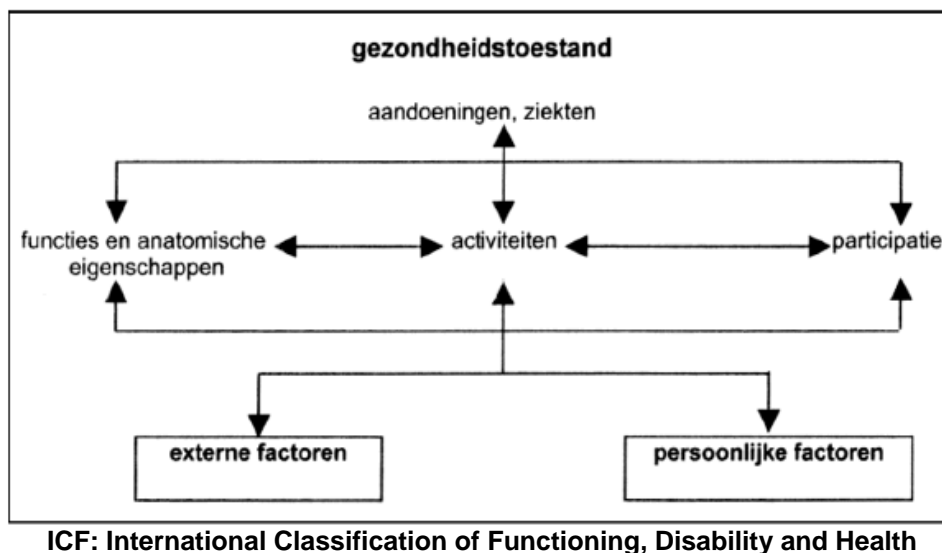 gezondheidstoestand
aandoeningen, ziekten
functies en anatomische
eigenschappen
activiteiten
participatie
externe factoren
persoonlijke factoren
ICF: International Classification of Functioning, Disability and Health